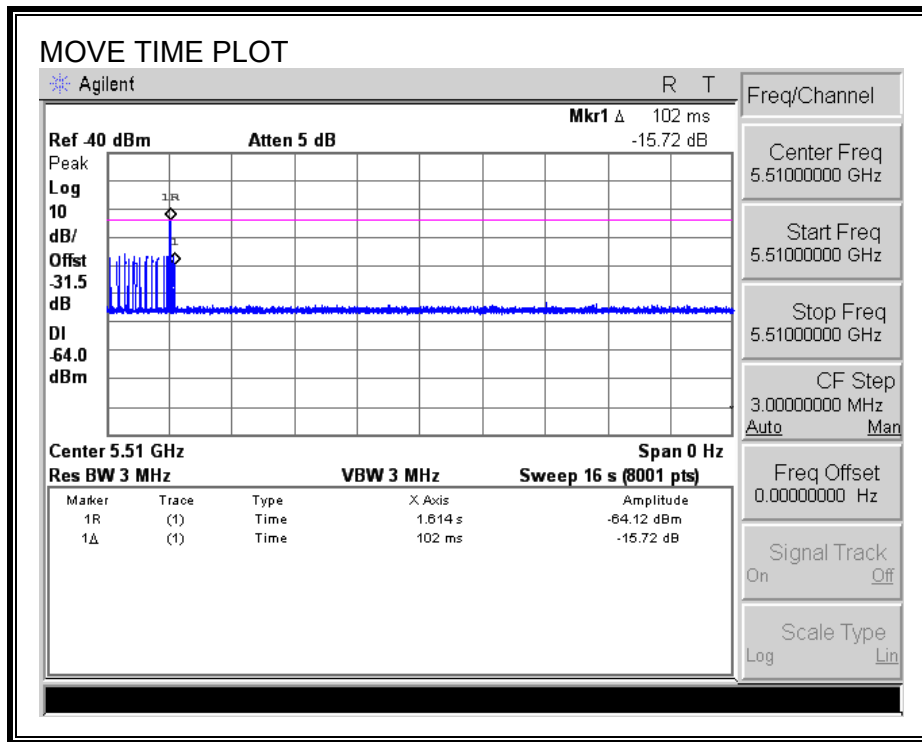 MOVE TIME PLOT
Agilent R T
Mkr1 Δ 102 ms
Ref -40 dBm Atten 5 dB -15.72 dB
Peak
Log
10
dB/
Offst
-31.5
dB
DI
-64.0
dBm
1R
1
Center 5.51 GHz Span 0 Hz
Res BW 3 MHz VBW 3 MHz Sweep 16 s (8001 pts)
Marker Trace Type X Axis Amplitude
1R (1) Time 1.614 s -64.12 dBm
1Δ (1) Time 102 ms -15.72 dB
Freq/Channel
Center Freq
5.51000000 GHz
Start Freq
5.51000000 GHz
Stop Freq
5.51000000 GHz
CF Step
3.00000000 MHz
Auto Man
Freq Offset
0.00000000 Hz
Signal Track
On Off
Scale Type
Log Lin